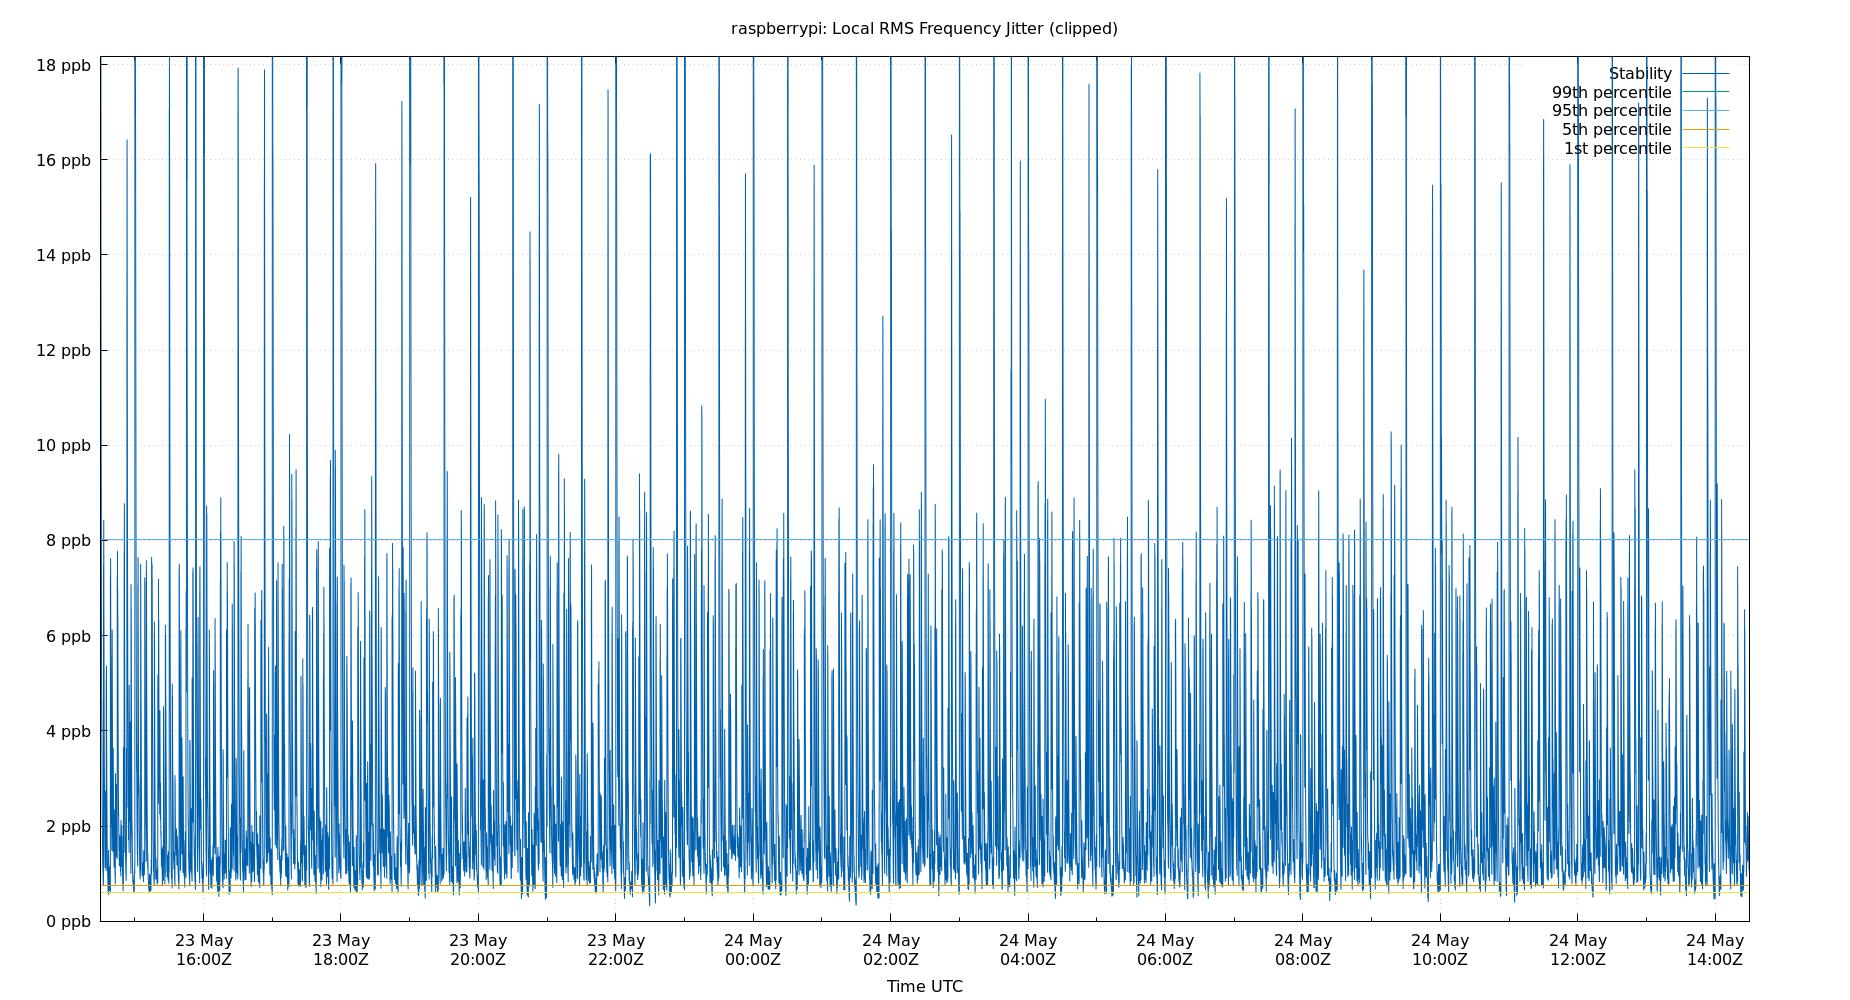 raspberrypi: Local RMS Frequency Jitter (clipped)
18 ppb
16 ppb
14 ppb
12 ppb
10 ppb
8 ppb
6 ppb
4 ppb
2 ppb
0 ppb
Stability
99th percentile
95th percentile
5th percentile
1st percentile
23 May 16:00Z
23 May 18:00Z
23 May 20:00Z
23 May 22:00Z
24 May 00:00Z
24 May 02:00Z
24 May 04:00Z
24 May 06:00Z
24 May 08:00Z
24 May 10:00Z
24 May 12:00Z
24 May 14:00Z
Time UTC